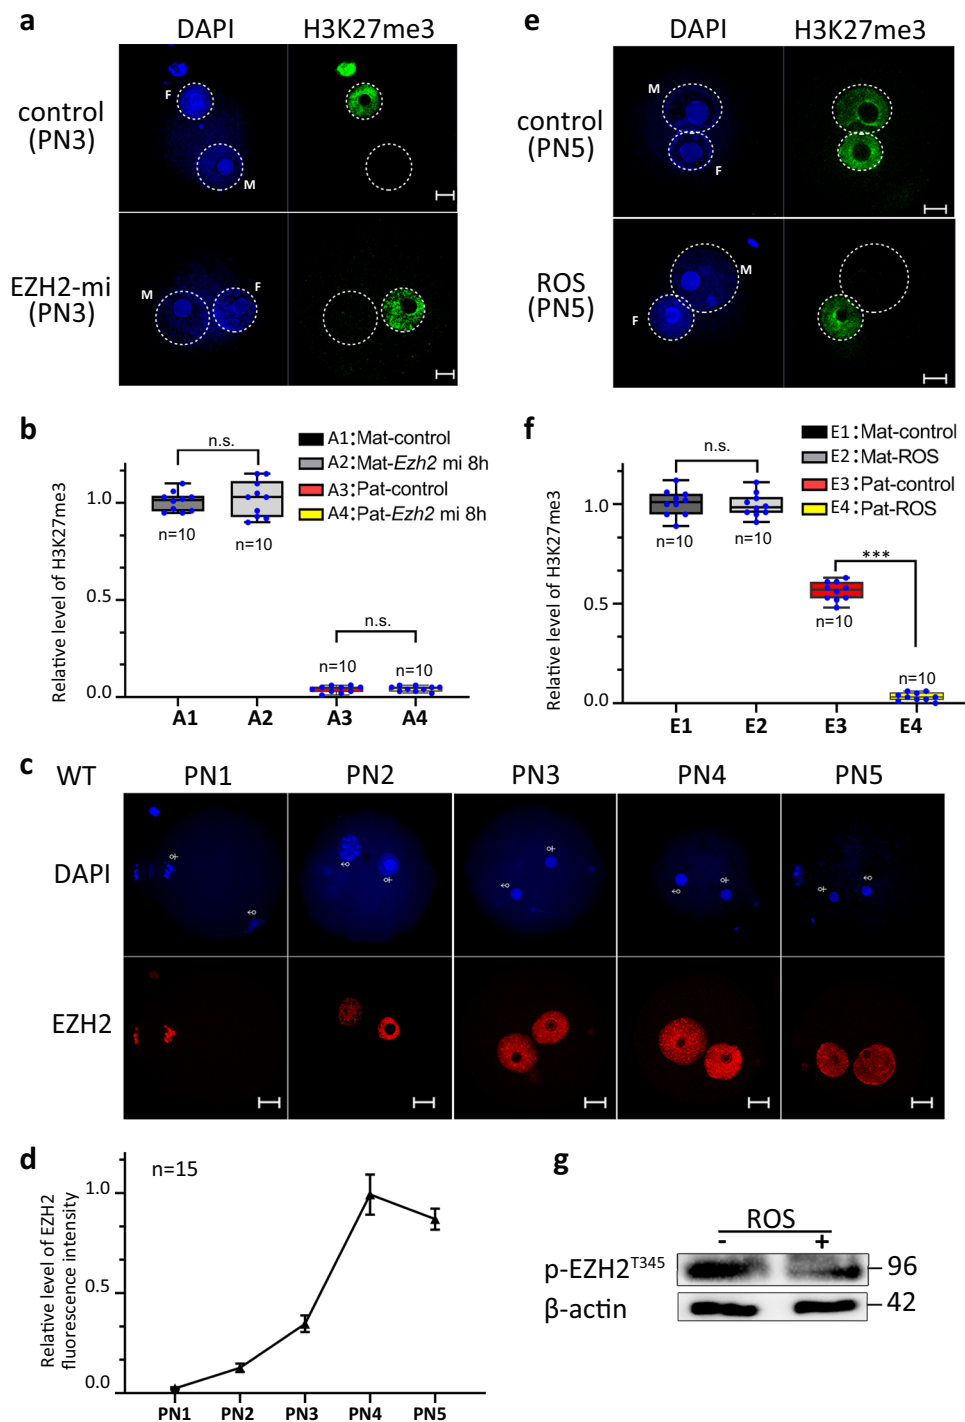 a
DAPI
H3K27me3
control
(PN3)
F
M
EZH2-mi
(PN3)
M
F
b
Relative level of H3K27me3
1.0
0.5
0.0
n.s.
n=10
n=10
n.s.
n=10
n=10
A1
A2
A3
A4
A1:Mat-control
A2:Mat-Ezh2 mi 8h
A3:Pat-control
A4:Pat-Ezh2 mi 8h
e
DAPI
H3K27me3
control
(PN5)
M
F
ROS
(PN5)
M
F
f
Relative level of H3K27me3
1.0
0.5
0.0
n.s.
n=10
n=10
***
n=10
n=10
E1
E2
E3
E4
E1:Mat-control
E2:Mat-ROS
E3:Pat-control
E4:Pat-ROS
c
WT
PN1
PN2
PN3
PN4
PN5
DAPI
♀
♂
♂
♀
♀
♂
♂
♀
♀
♂
EZH2
d
Relative level of EZH2
fluorescence intensity
n=15
1.0
0.5
0.0
PN1
PN2
PN3
PN4
PN5
g
ROS
- +
p-EZH2T345
96
β-actin
42